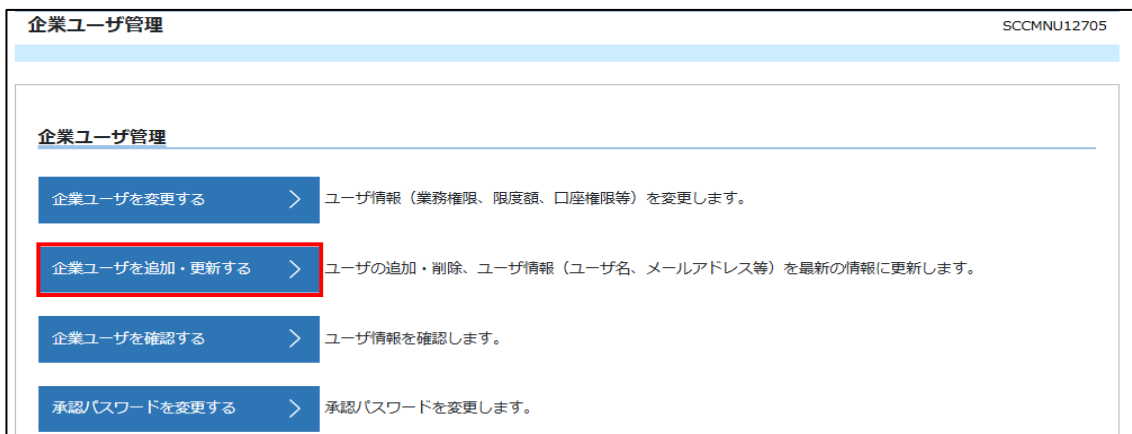 企業ユーザ管理 SCCMNU12705
企業ユーザ管理
企業ユーザを変更する ユーザ情報（業務権限、限度額、口座権限等）を変更します。
企業ユーザを追加・更新する ユーザの追加・削除、ユーザ情報（ユーザ名、メールアドレス等）を最新の情報に更新します。
企業ユーザを確認する ユーザ情報を確認します。
承認パスワードを変更する 承認パスワードを変更します。